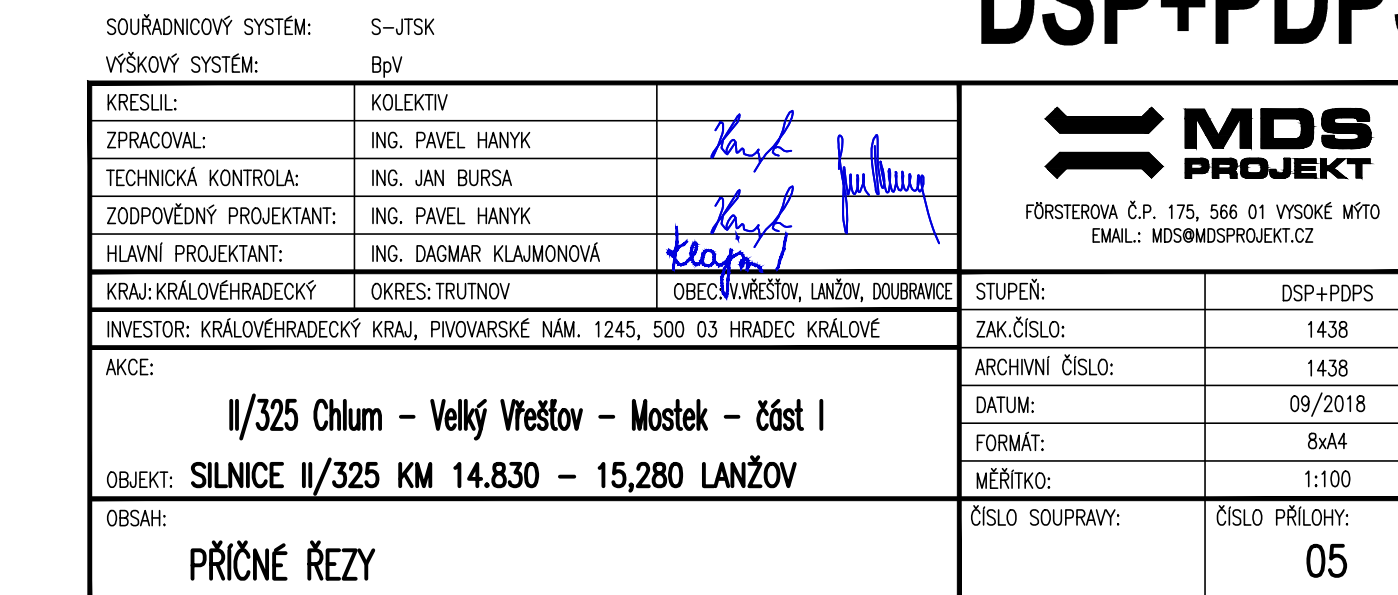 DSP+PDPS
SOUŘADNICOVÝ SYSTÉM: S-JTSK
VÝŠKOVÝ SYSTÉM: BpV
KRESLIL: KOLEKTIV
ZPRACOVAL: ING. PAVEL HANYK
TECHNICKÁ KONTROLA: ING. JAN BURSA
ZODPOVĚDNÝ PROJEKTANT: ING. PAVEL HANYK
HLAVNÍ PROJEKTANT: ING. DAGMAR KLAJMONOVÁ
MDS
PROJEKT
FÖRSTEROVA Č.P. 175, 566 01 VYSOKÉ MÝTO
EMAIL.: MDS@MDSPROJEKT.CZ
KRAJ: KRÁLOVÉHRADECKÝ OKRES: TRUTNOV OBEC: V.VŘEŠŤOV, LANŽOV, DOUBRAVICE
INVESTOR: KRÁLOVÉHRADECKÝ KRAJ, PIVOVARSKÉ NÁM. 1245, 500 03 HRADEC KRÁLOVÉ
AKCE:
II/325 Chlum - Velký Vřešťov - Mostek - část I
OBJEKT: SILNICE II/325 KM 14.830 - 15,280 LANŽOV
STUPEŇ: DSP+PDPS
ZAK.ČÍSLO: 1438
ARCHIVNÍ ČÍSLO: 1438
DATUM: 09/2018
FORMÁT: 8xA4
MĚŘÍTKO: 1:100
OBSAH:
PŘÍČNÉ ŘEZY
ČÍSLO SOUPRAVY:
ČÍSLO PŘÍLOHY:
05